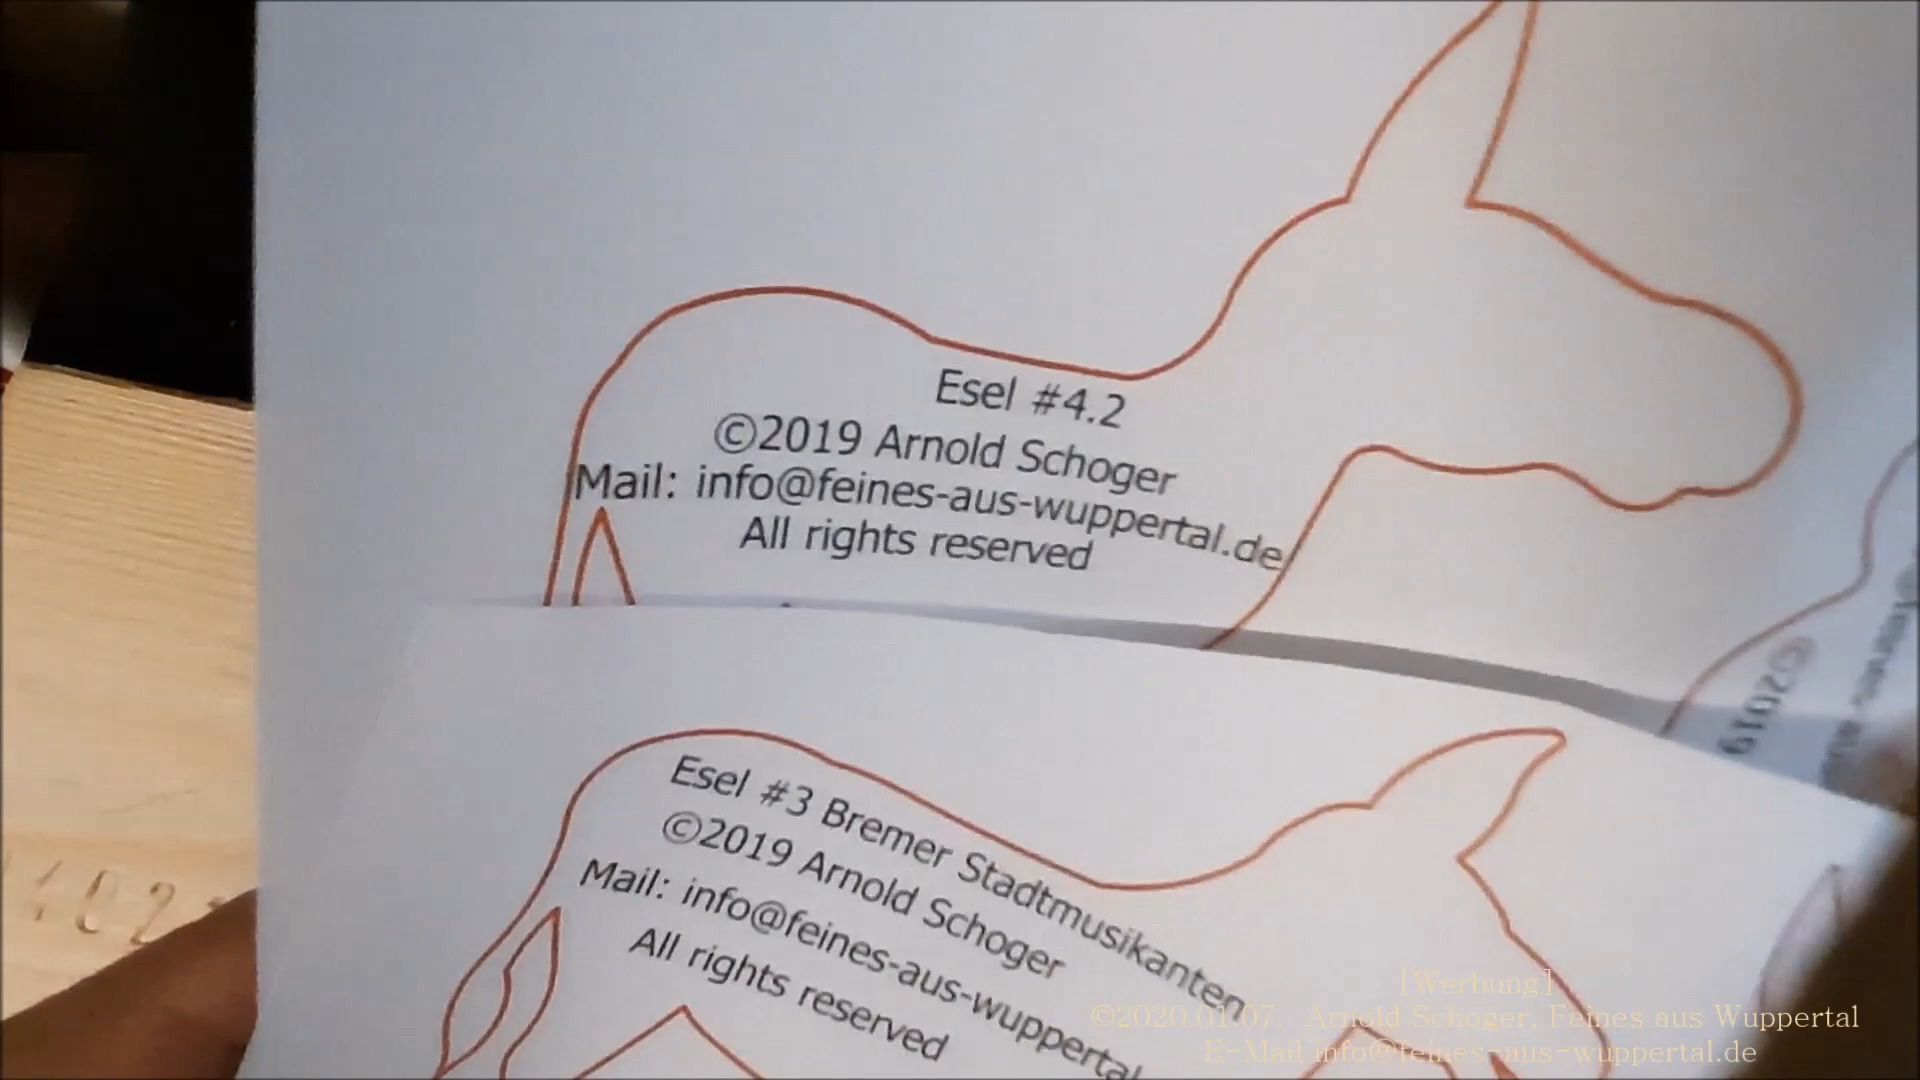 Esel #4.2
©2019 Arnold Schoger
Mail: info@feines-aus-wuppertal.de
All rights reserved
©2019
Esel #3 Bremer Stadtmusikanten
©2019 Arnold Schoger
Mail: info@feines-aus-wuppertal
All rights reserved
402
[Werbung]
©2020.01.07. Arnold Schoger, Feines aus Wuppertal
E-Mail info@feines-aus-wuppertal.de